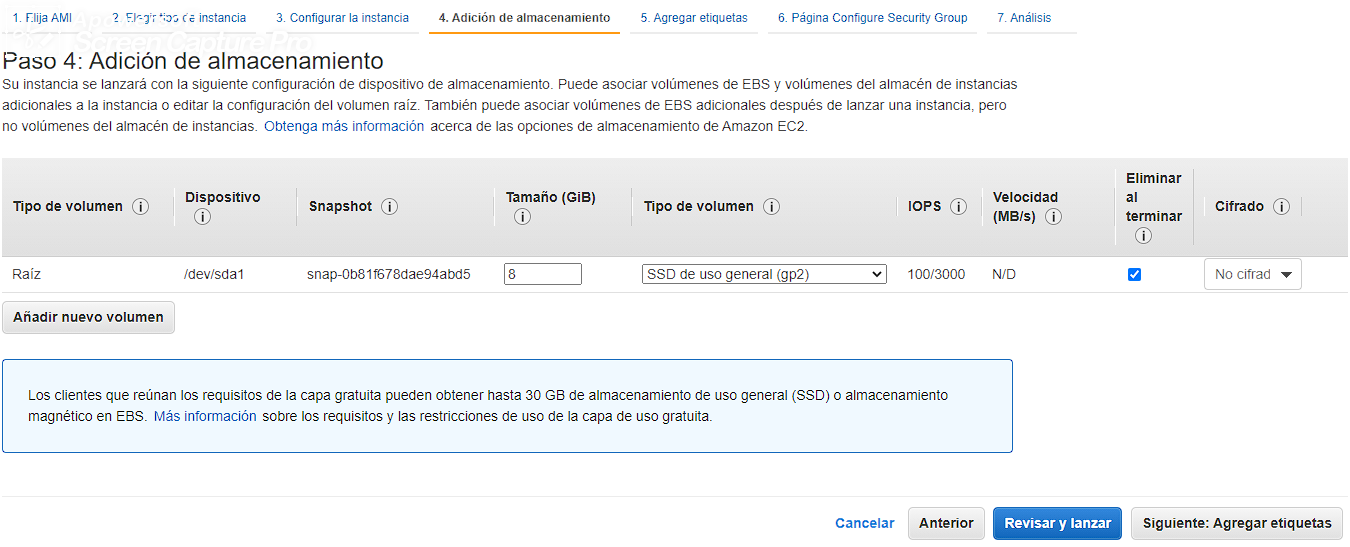 1. Elija AMI 2. Elegir tipo de instancia 3. Configurar la instancia 4. Adición de almacenamiento 5. Agregar etiquetas 6. Página Configure Security Group 7. Análisis
Screen Capture Pro
Paso 4: Adición de almacenamiento
Su instancia se lanzará con la siguiente configuración de dispositivo de almacenamiento. Puede asociar volúmenes de EBS y volúmenes del almacén de instancias
adicionales a la instancia o editar la configuración del volumen raíz. También puede asociar volúmenes de EBS adicionales después de lanzar una instancia, pero
no volúmenes del almacén de instancias. Obtenga más información acerca de las opciones de almacenamiento de Amazon EC2.
Tipo de volumen Dispositivo Snapshot Tamaño (GiB) Tipo de volumen IOPS Velocidad (MB/s) Eliminar al terminar Cifrado
Raíz /dev/sda1 snap-0b81f678dae94abd5 8 SSD de uso general (gp2) 100/3000 N/D No cifrad
Añadir nuevo volumen
Los clientes que reúnan los requisitos de la capa gratuita pueden obtener hasta 30 GB de almacenamiento de uso general (SSD) o almacenamiento
magnético en EBS. Más información sobre los requisitos y las restricciones de uso de la capa de uso gratuita.
Cancelar Anterior Revisar y lanzar Siguiente: Agregar etiquetas